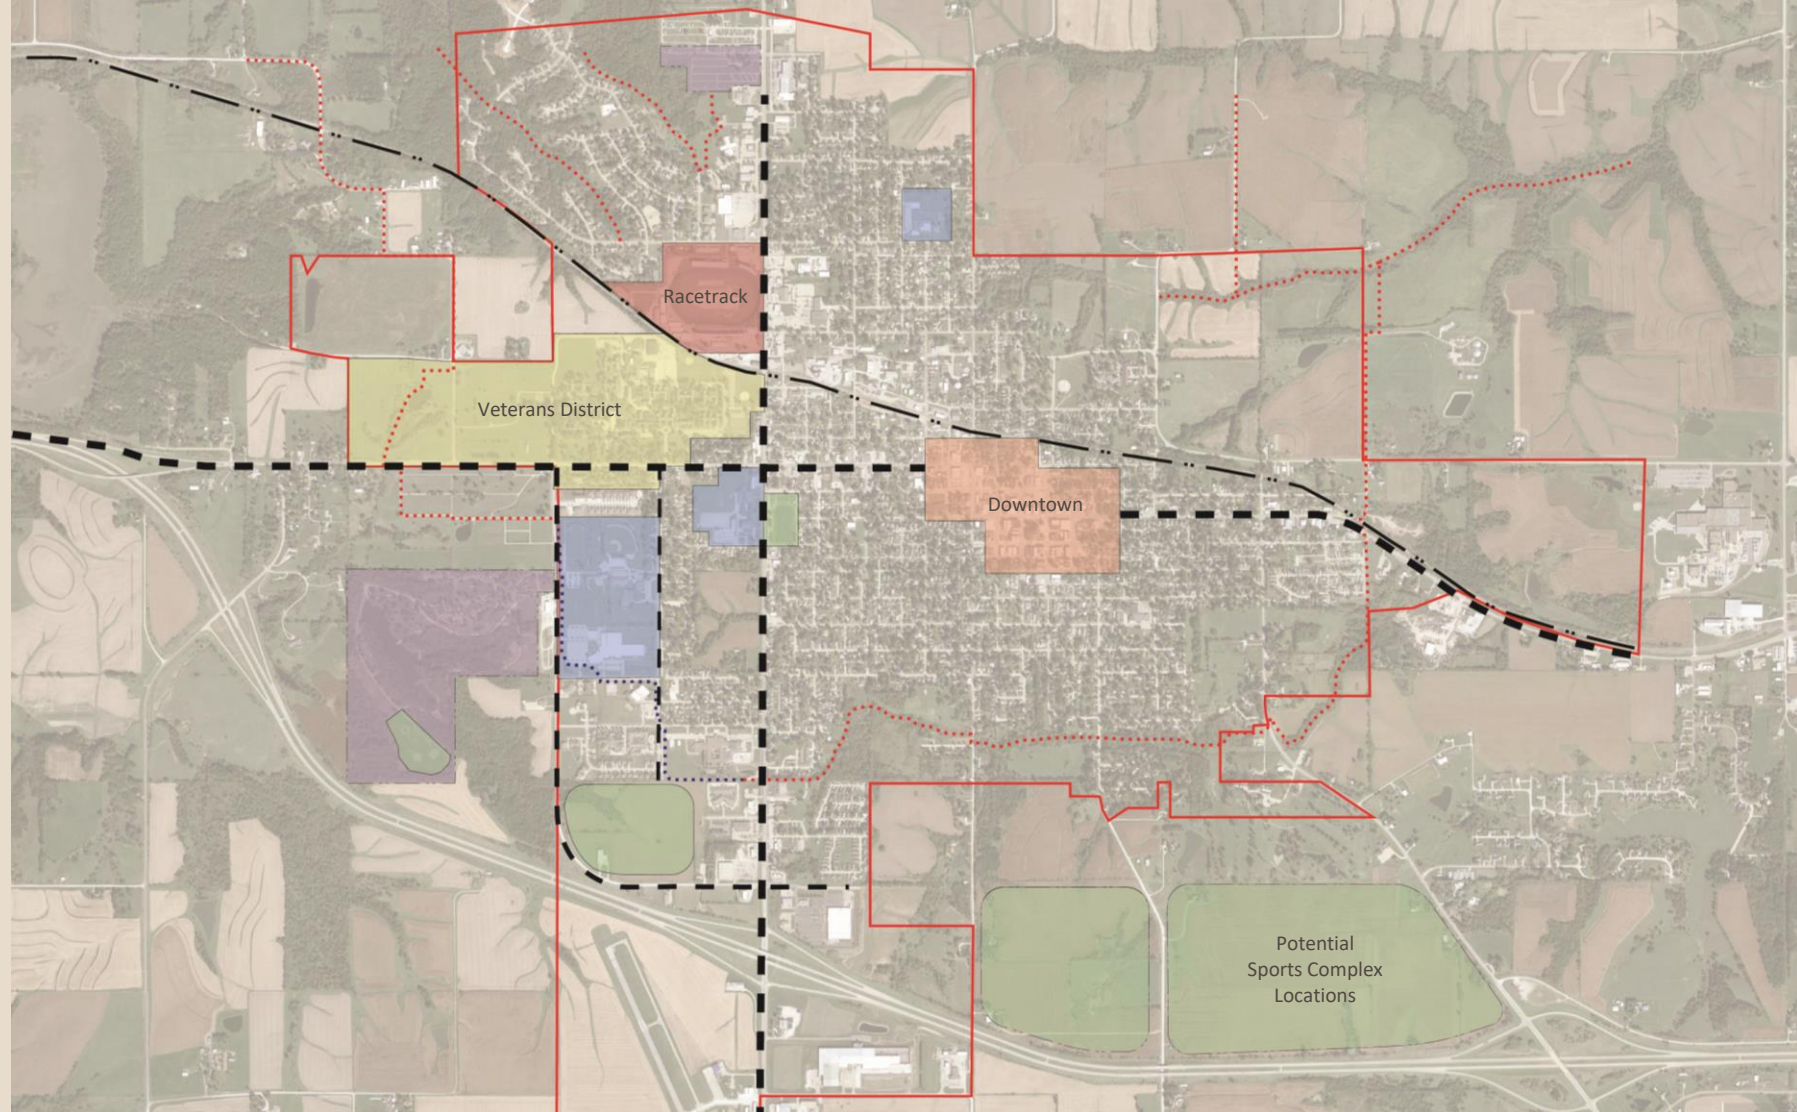 Racetrack
Veterans District
Downtown
Potential
Sports Complex
Locations